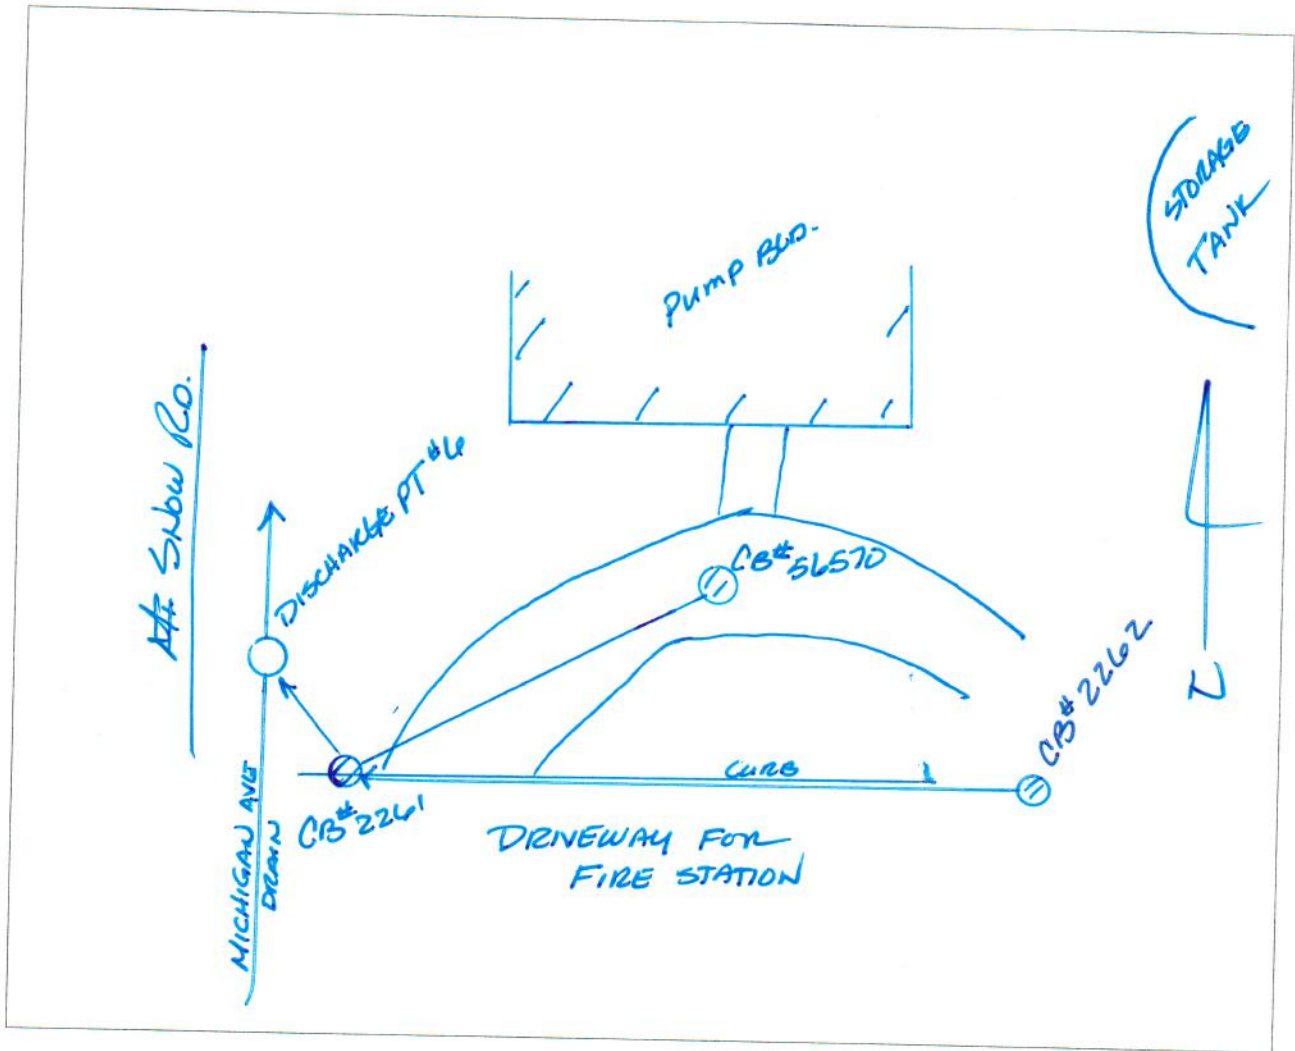 STORAGE
TANK
PUMP BLD.
SNOW RD.
DISCHARGE PT #6
CB# 56570
CB# 2262
N
CURB
CB# 2261
MICHIGAN AVE
DRAIN
DRIVEWAY FOR
FIRE STATION